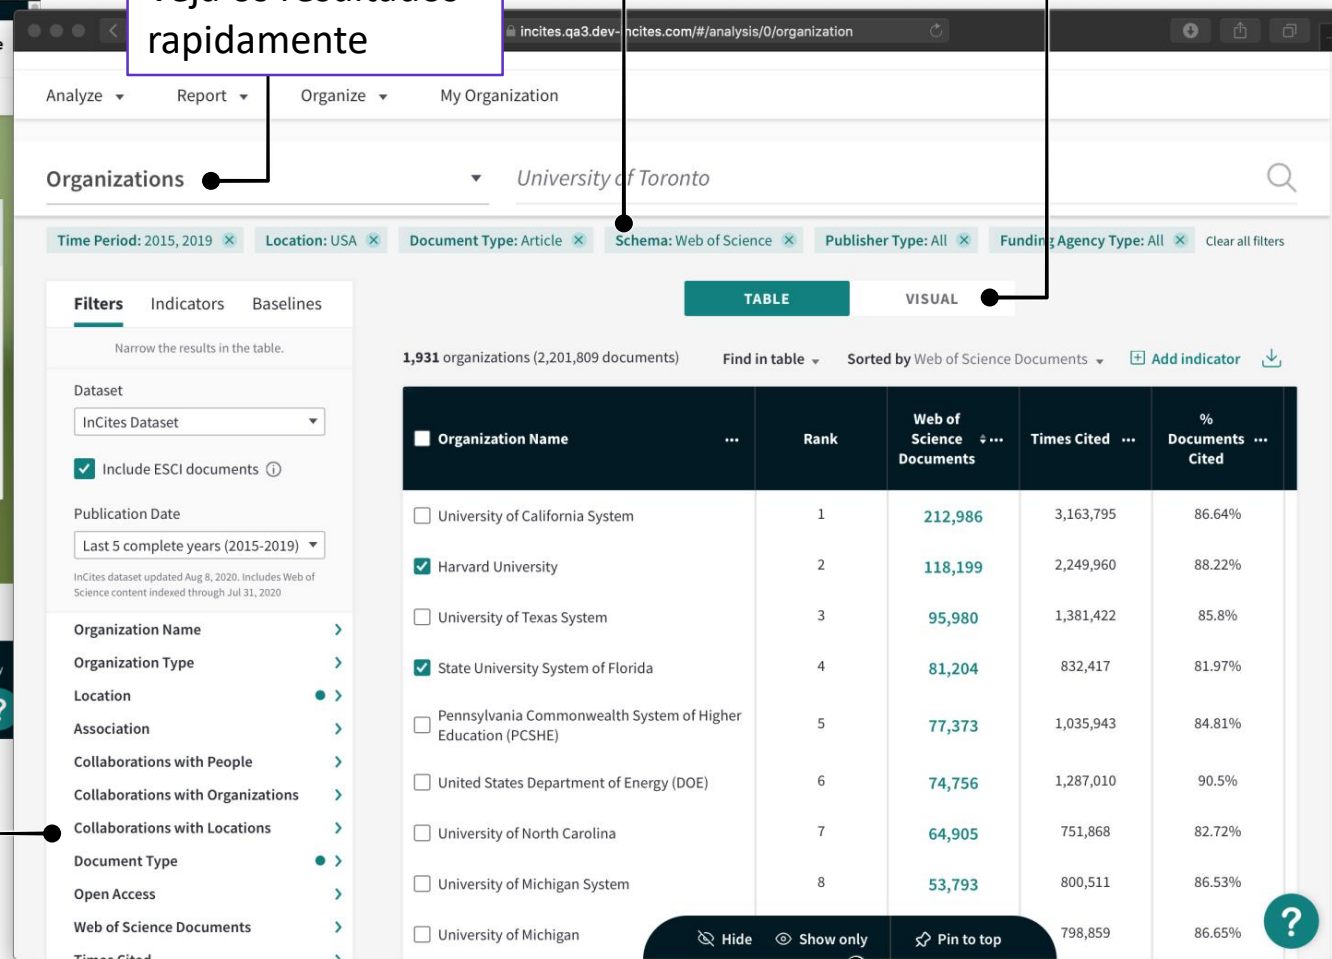 rapidamente
incites.qa3.dev-incites.com/#/analysis/0/organization
Analyze Report Organize My Organization
Organizations University of Toronto
Time Period: 2015, 2019 Location: USA Document Type: Article Schema: Web of Science Publisher Type: All Funding Agency Type: All Clear all filters
Filters Indicators Baselines
TABLE VISUAL
Narrow the results in the table.
1,931 organizations (2,201,809 documents) Find in table Sorted by Web of Science Documents Add indicator
Dataset
InCites Dataset
Include ESCI documents
Publication Date
Last 5 complete years (2015-2019)
InCites dataset updated Aug 8, 2020. Includes Web of
Science content indexed through Jul 31, 2020
Organization Name
Organization Type
Location
Association
Collaborations with People
Collaborations with Organizations
Collaborations with Locations
Document Type
Open Access
Web of Science Documents
Times Cited
Organization Name ... Rank Web of Science Documents ... Times Cited ... % Documents Cited ...
University of California System 1 212,986 3,163,795 86.64%
Harvard University 2 118,199 2,249,960 88.22%
University of Texas System 3 95,980 1,381,422 85.8%
State University System of Florida 4 81,204 832,417 81.97%
Pennsylvania Commonwealth System of Higher
Education (PCSHE) 5 77,373 1,035,943 84.81%
United States Department of Energy (DOE) 6 74,756 1,287,010 90.5%
University of North Carolina 7 64,905 751,868 82.72%
University of Michigan System 8 53,793 800,511 86.53%
University of Michigan 798,859 86.65%
Hide Show only Pin to top
?